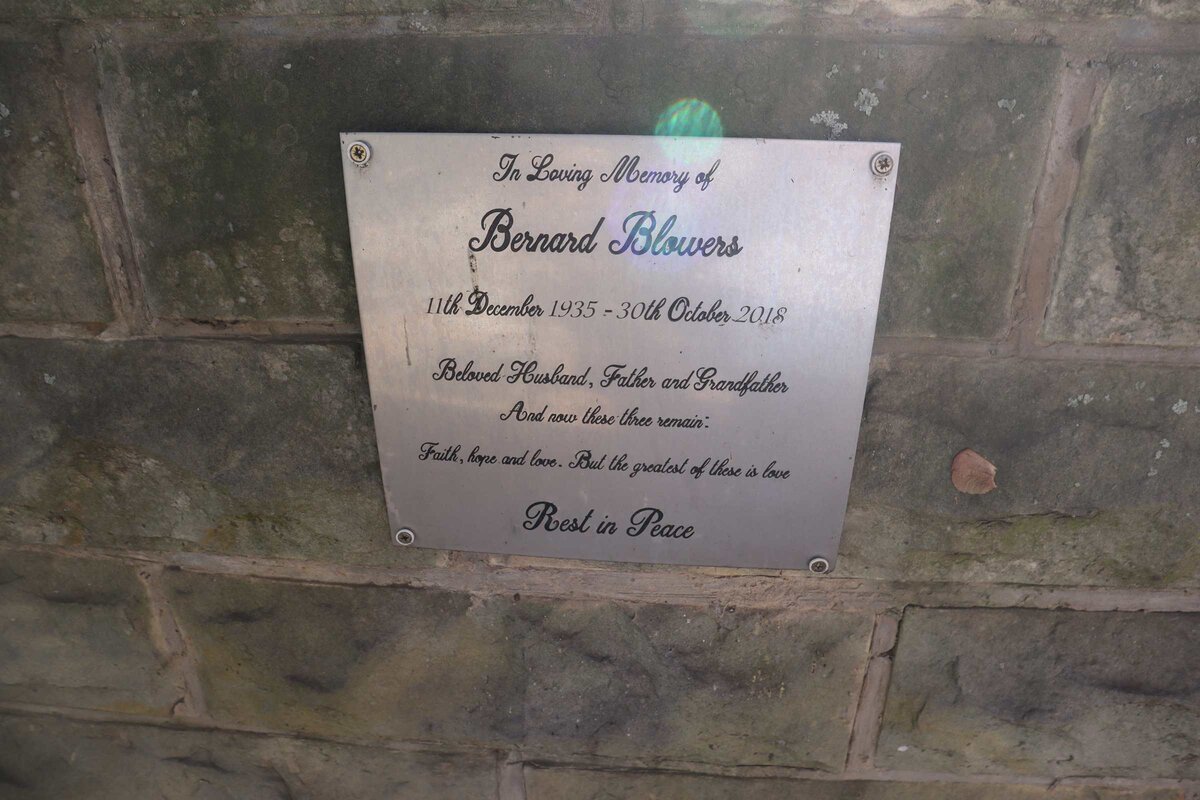 In Loving Memory of
Bernard Blowers
11th December 1935 - 30th October 2018
Beloved Husband, Father and Grandfather
And now these three remain:
Faith, hope and love. But the greatest of these is love
Rest in Peace